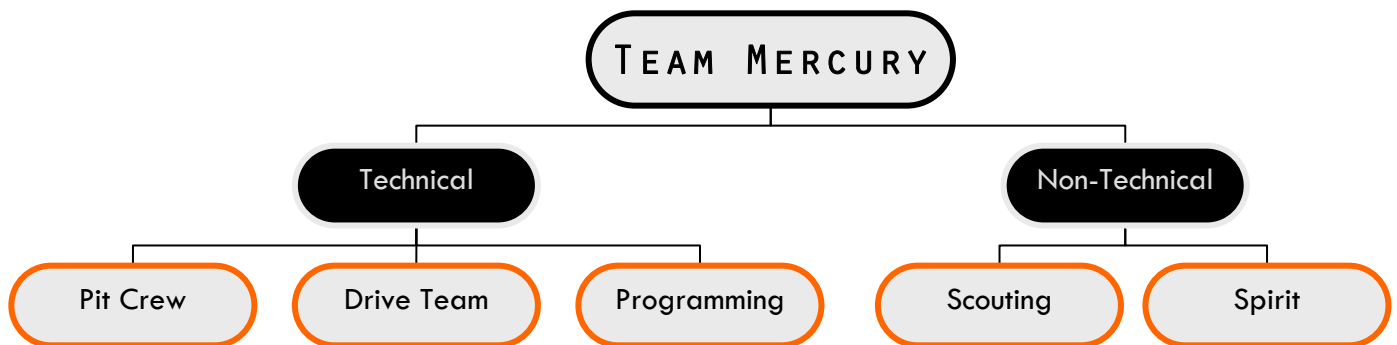 Team Mercury
Technical
Non-Technical
Pit Crew
Drive Team
Programming
Scouting
Spirit